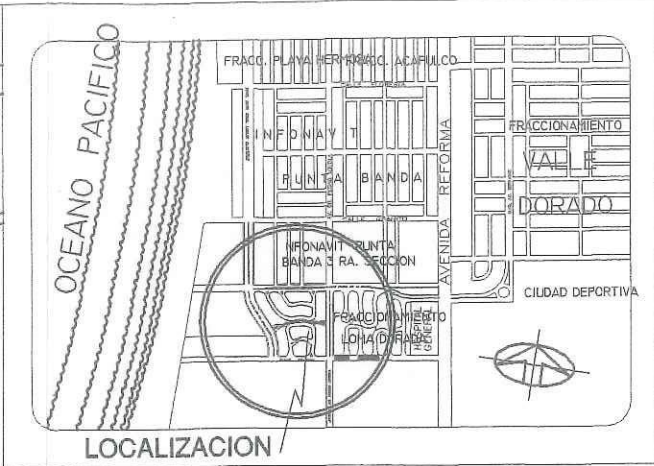 OCEANO PACIFICO
FRACC. PLAYA HERMOSA
FRACC. ACAPULCO
INFONAVIT
PUNTA BANDA
AVENIDA REFORMA
FRACCIONAMIENTO
VALLE
DORADO
INFONAVIT PUNTA
BANDA 3 RA. SECCION
CIUDAD DEPORTIVA
FRACCIONAMIENTO
LOMA DORADA
HOSPITAL
GENERAL
LOCALIZACION